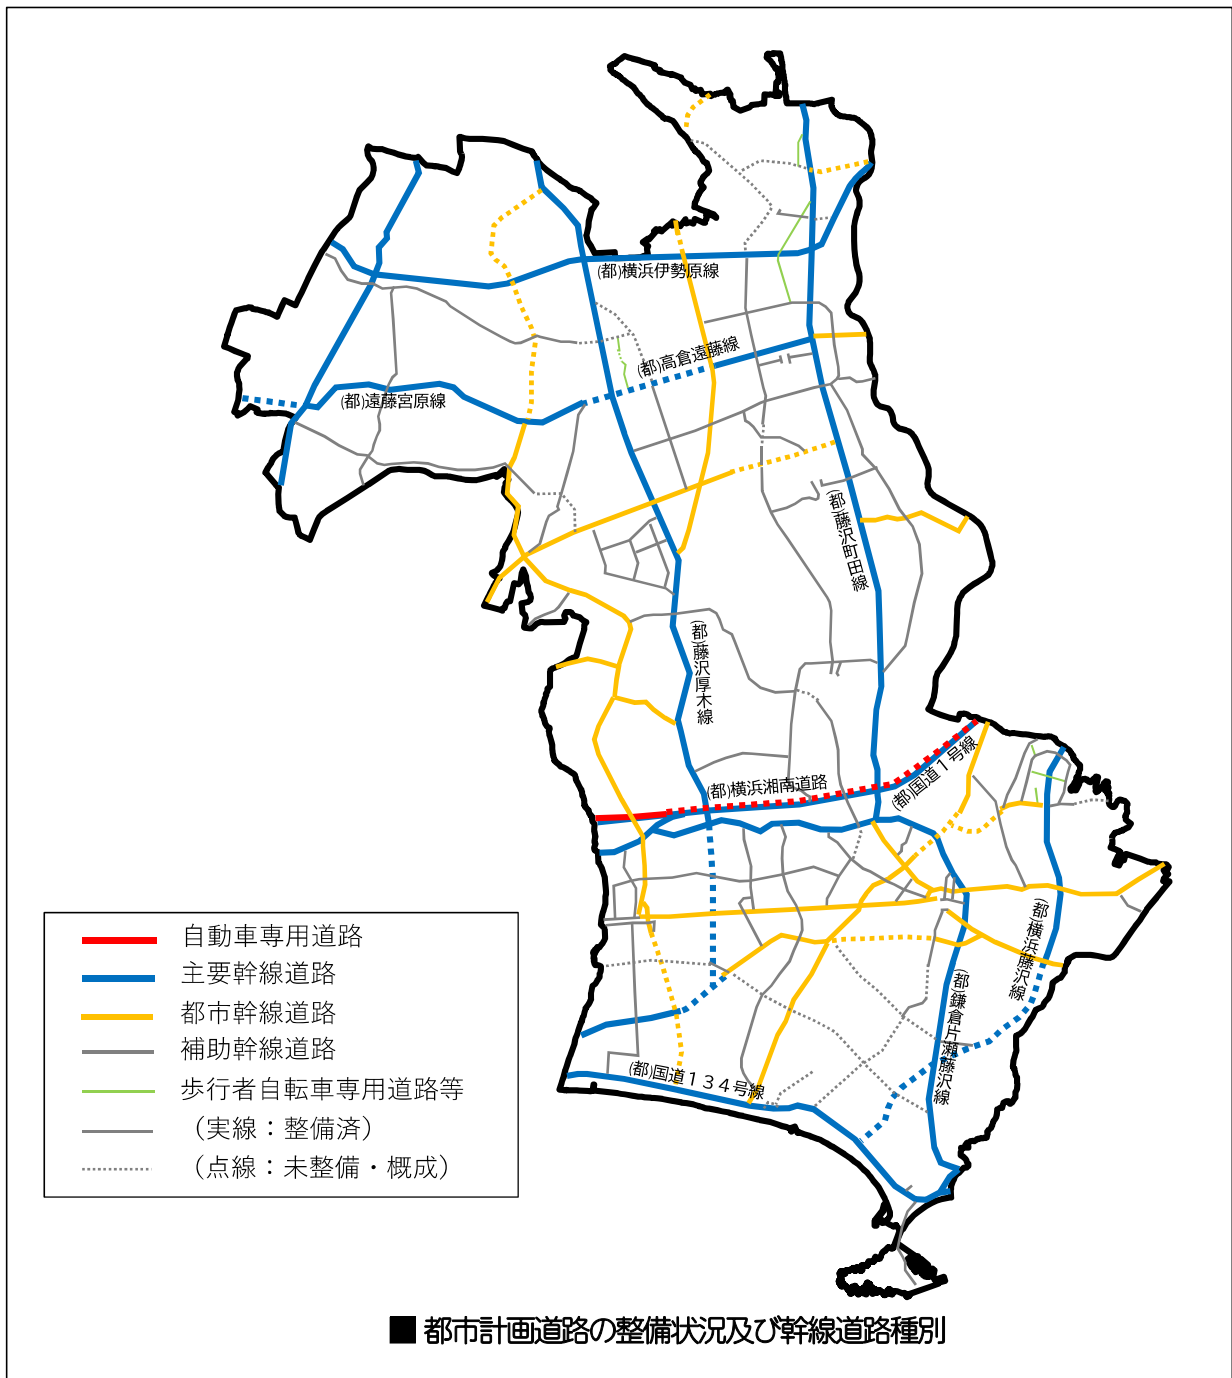 (都)横浜伊勢原線
(都)高倉遠藤線
(都)遠藤宮原線
(都)藤沢町田線
(都)藤沢厚木線
(都)国道1号線
(都)横浜湘南道路
(都)横浜藤沢線
(都)鎌倉片瀬藤沢線
(都)国道134号線
自動車専用道路
主要幹線道路
都市幹線道路
補助幹線道路
歩行者自転車専用道路等
(実線:整備済)
(点線:未整備・概成)
■ 都市計画道路の整備状況及び幹線道路種別